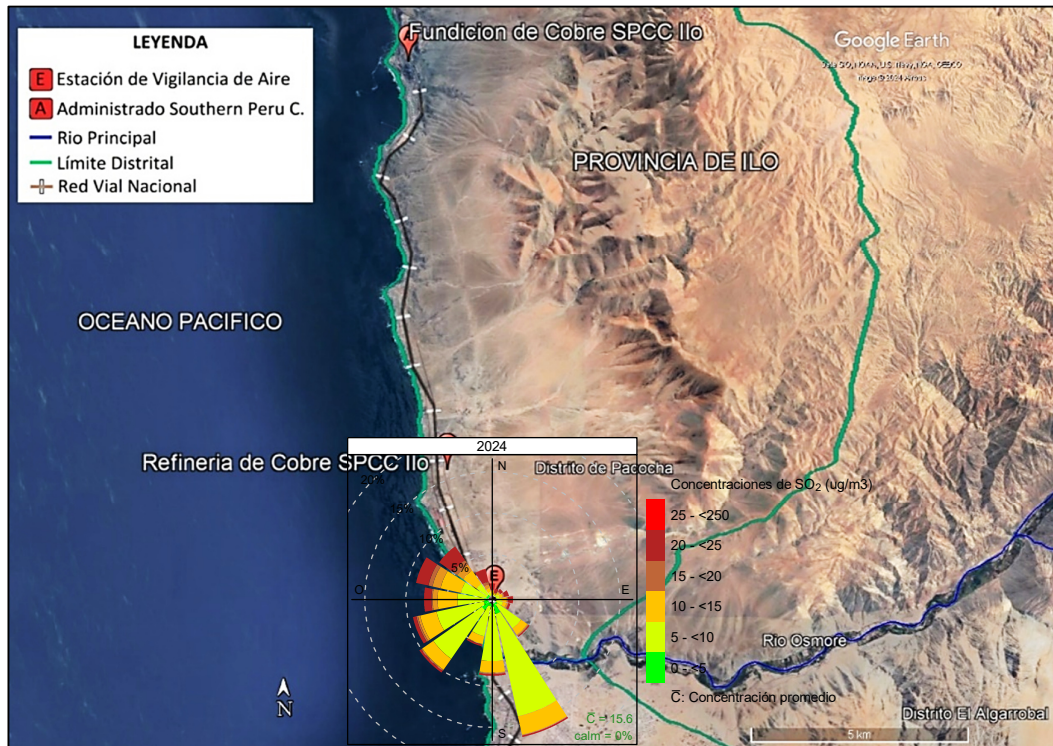 LEYENDA
E Estación de Vigilancia de Aire
A Administrado Southern Peru C.
Rio Principal
Límite Distrital
Red Vial Nacional
Fundicion de Cobre SPCC Ilo
Google Earth
PROVINCIA DE ILO
OCEANO PACIFICO
Refineria de Cobre SPCC Ilo
2024
N
Distrito de Pacocha
20%
15%
10%
5%
E
O
E
S
C = 15.6
calm = 0%
Concentraciones de SO₂ (ug/m3)
25 - <250
20 - <25
15 - <20
10 - <15
5 - <10
0 - <5
C̅: Concentración promedio
Rio Osmore
Distrito El Algarrobal
5 km
N